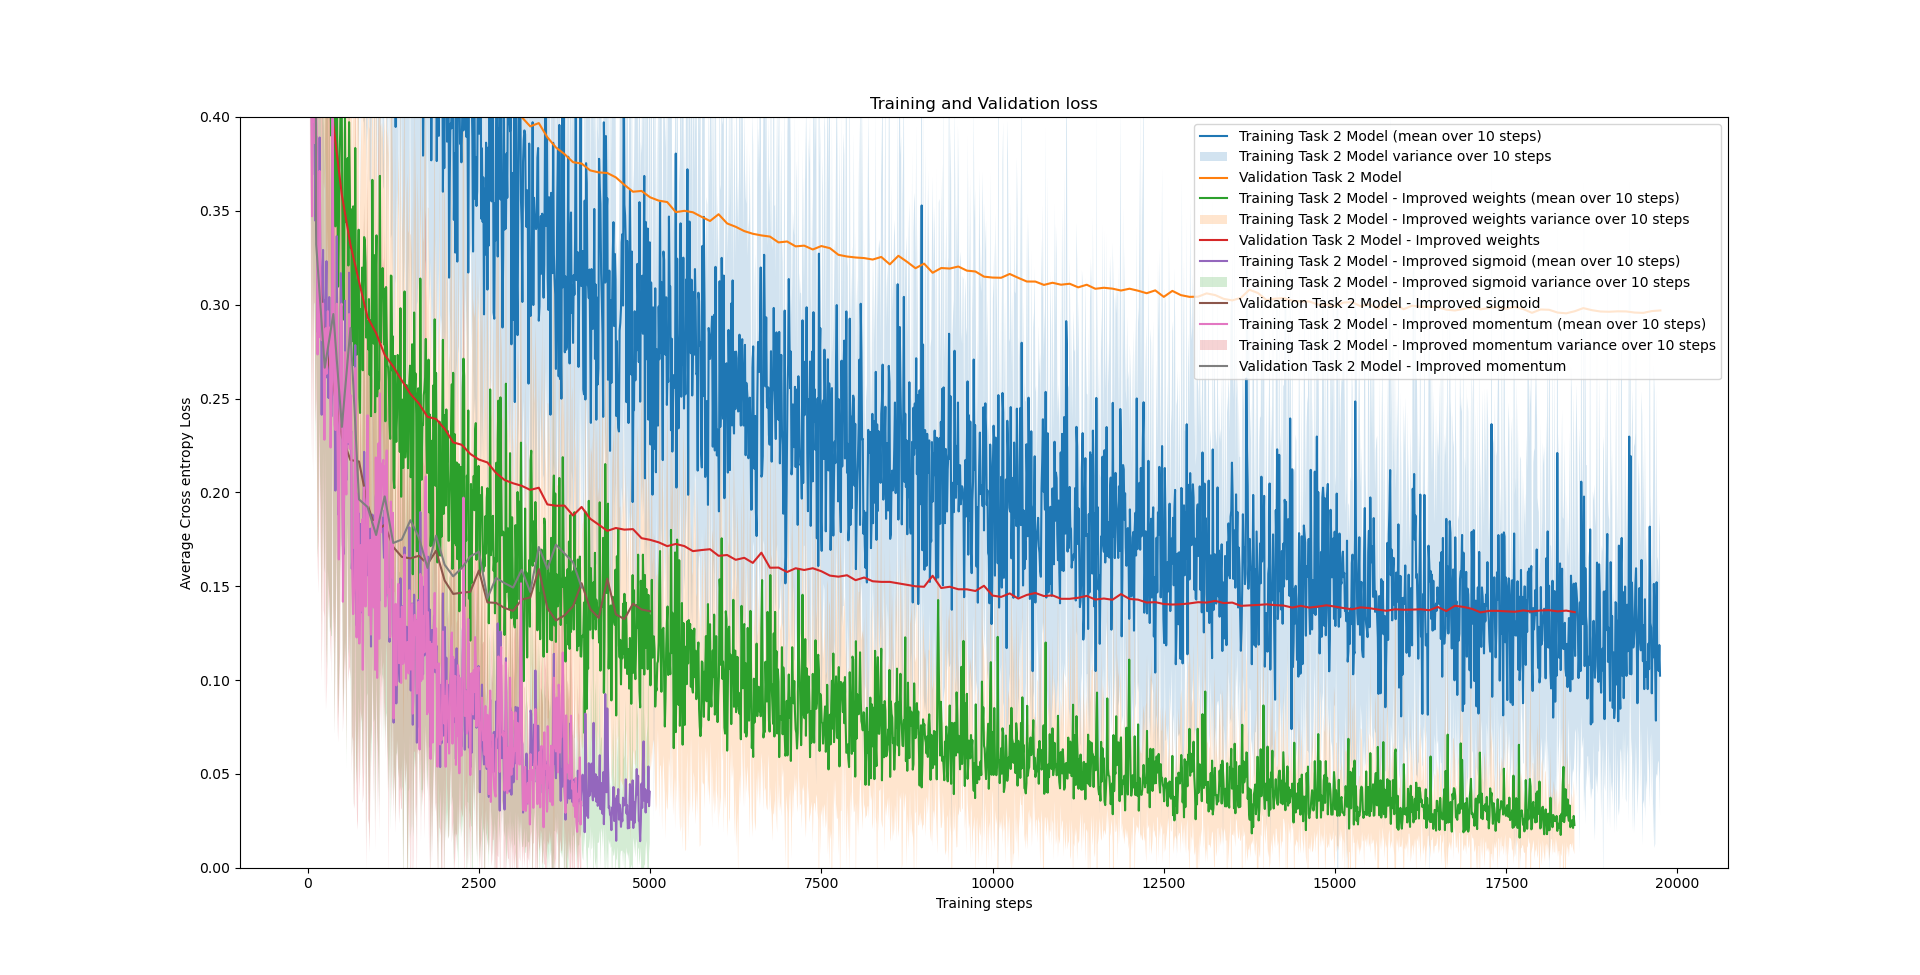 Training and Validation loss
Training Task 2 Model (mean over 10 steps)
Training Task 2 Model variance over 10 steps
Validation Task 2 Model
Training Task 2 Model - Improved weights (mean over 10 steps)
Training Task 2 Model - Improved weights variance over 10 steps
Validation Task 2 Model - Improved weights
Training Task 2 Model - Improved sigmoid (mean over 10 steps)
Training Task 2 Model - Improved sigmoid variance over 10 steps
Validation Task 2 Model - Improved sigmoid
Training Task 2 Model - Improved momentum (mean over 10 steps)
Training Task 2 Model - Improved momentum variance over 10 steps
Validation Task 2 Model - Improved momentum
Average Cross entropy Loss
0.40
0.35
0.30
0.25
0.20
0.15
0.10
0.05
0.00
0 2500 5000 7500 10000 12500 15000 17500 20000
Training steps